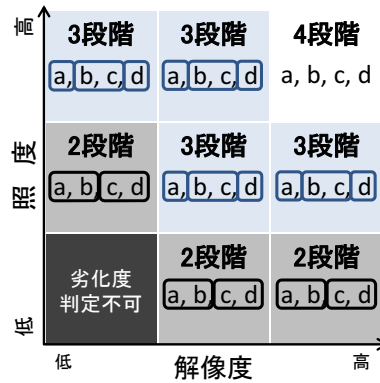 高
3段階
3段階
4段階
a, b, c, d
a, b, c, d
a, b, c, d
照度
2段階
3段階
3段階
a, b, c, d
a, b, c, d
a, b, c, d
劣化度
判定不可
2段階
2段階
a, b, c, d
a, b, c, d
低
低
解像度
高